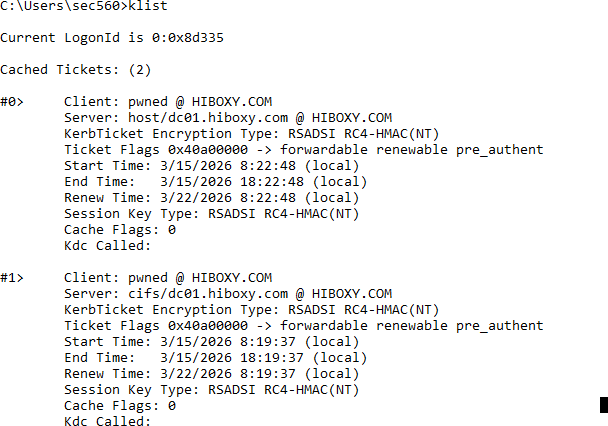 C:\Users\sec560>klist
Current LogonId is 0:0x8d335
Cached Tickets: (2)
#0> Client: pwned @ HIBOXY.COM
Server: host/dc01.hiboxy.com @ HIBOXY.COM
KerbTicket Encryption Type: RSADSI RC4-HMAC(NT)
Ticket Flags 0x40a00000 -> forwardable renewable pre_authent
Start Time: 3/15/2026 8:22:48 (local)
End Time: 3/15/2026 18:22:48 (local)
Renew Time: 3/22/2026 8:22:48 (local)
Session Key Type: RSADSI RC4-HMAC(NT)
Cache Flags: 0
Kdc Called:
#1> Client: pwned @ HIBOXY.COM
Server: cifs/dc01.hiboxy.com @ HIBOXY.COM
KerbTicket Encryption Type: RSADSI RC4-HMAC(NT)
Ticket Flags 0x40a00000 -> forwardable renewable pre_authent
Start Time: 3/15/2026 8:19:37 (local)
End Time: 3/15/2026 18:19:37 (local)
Renew Time: 3/22/2026 8:19:37 (local)
Session Key Type: RSADSI RC4-HMAC(NT)
Cache Flags: 0
Kdc Called: